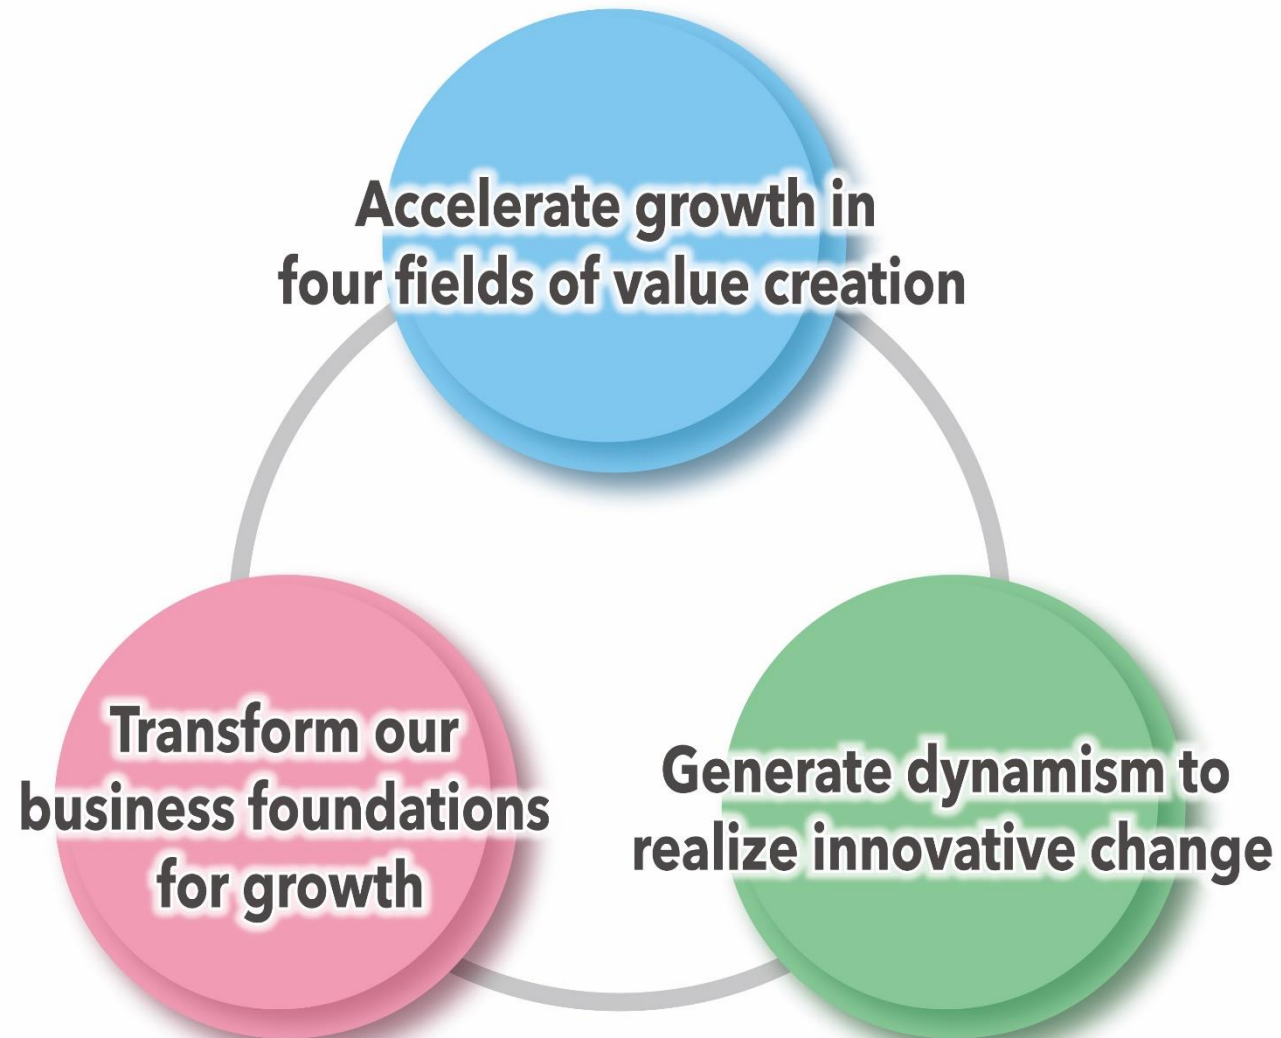 Accelerate growth in
four fields of value creation
Transform our
business foundations
for growth
Generate dynamism to
realize innovative change